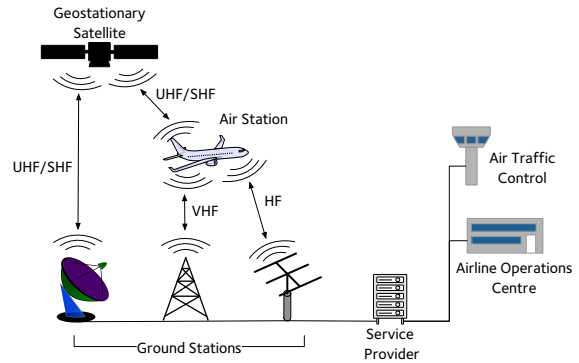 Geostationary
Satellite
UHF/SHF
Air Station
UHF/SHF
VHF
HF
Air Traffic
Control
Airline Operations
Centre
Service
Provider
Ground Stations